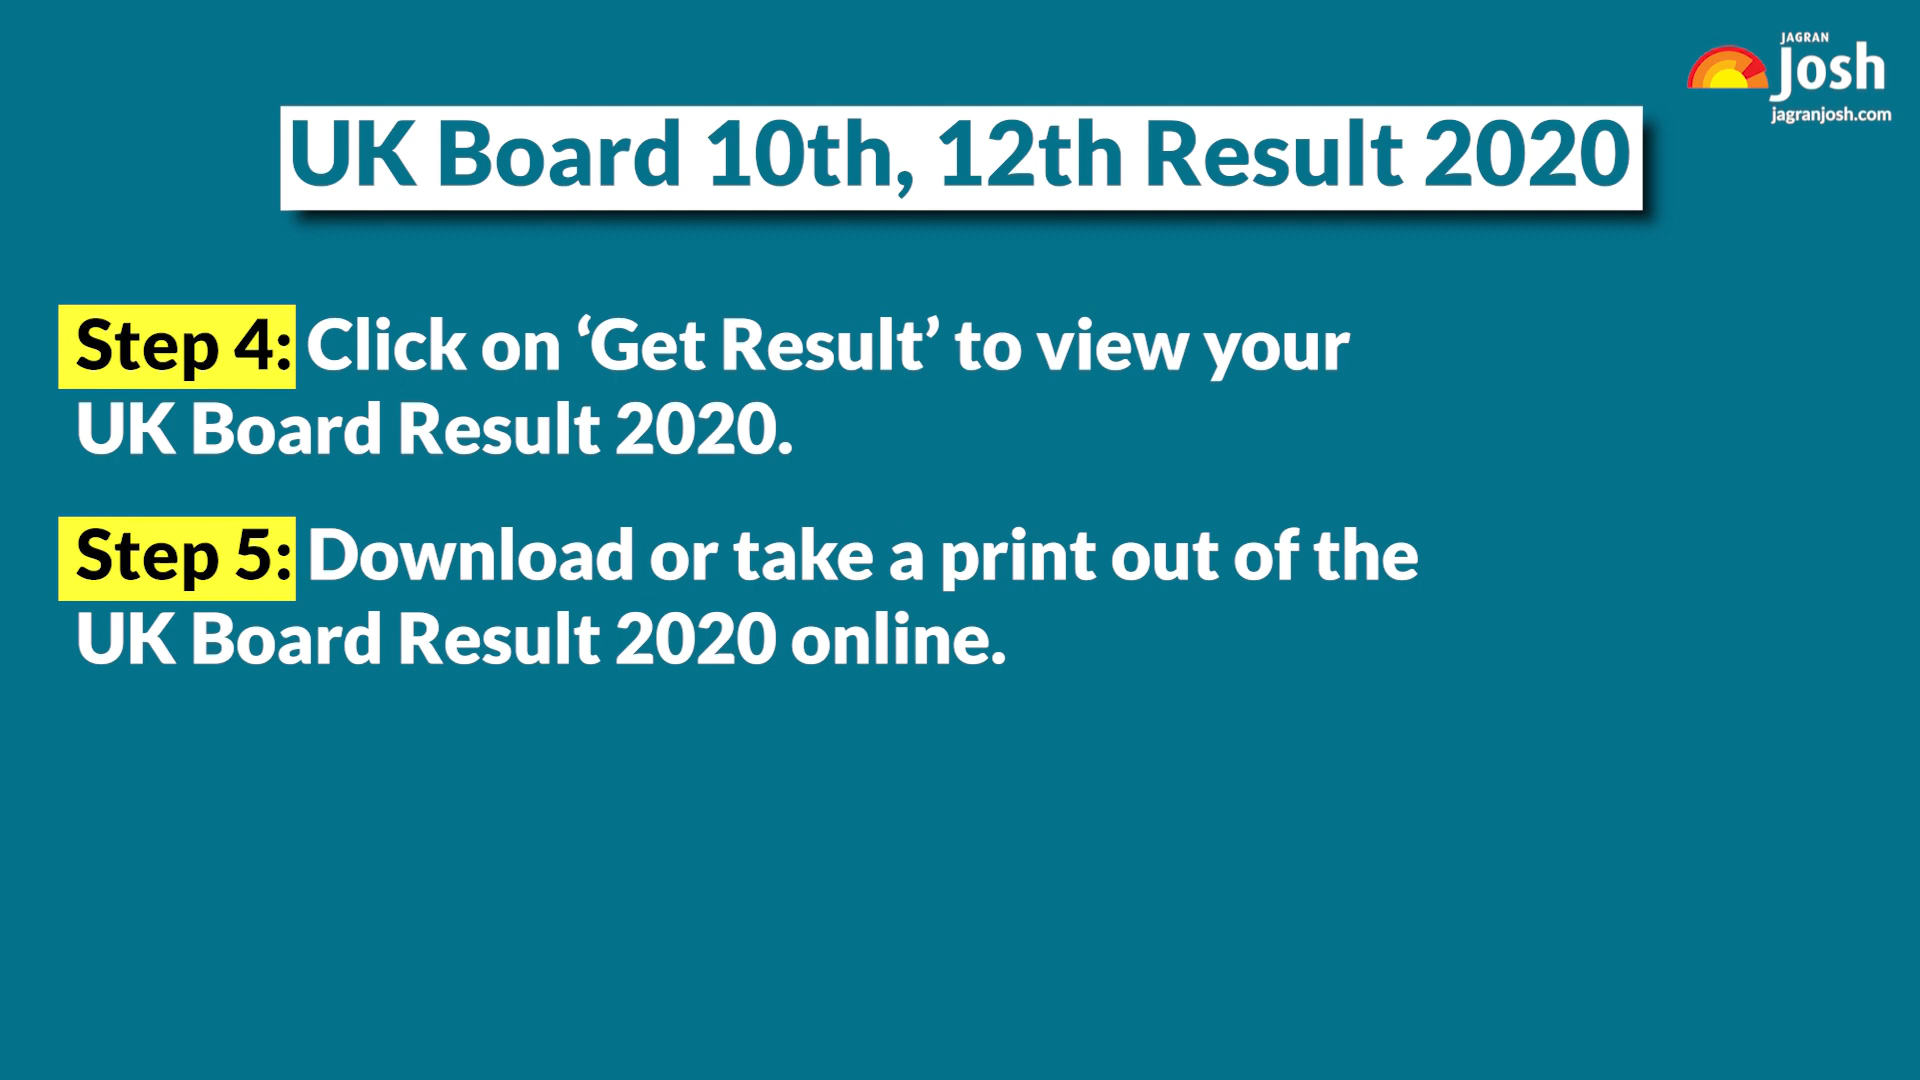 JAGRAN
Josh
jagranjosh.com
UK Board 10th, 12th Result 2020
Step 4: Click on ‘Get Result’ to view your
UK Board Result 2020.
Step 5: Download or take a print out of the
UK Board Result 2020 online.